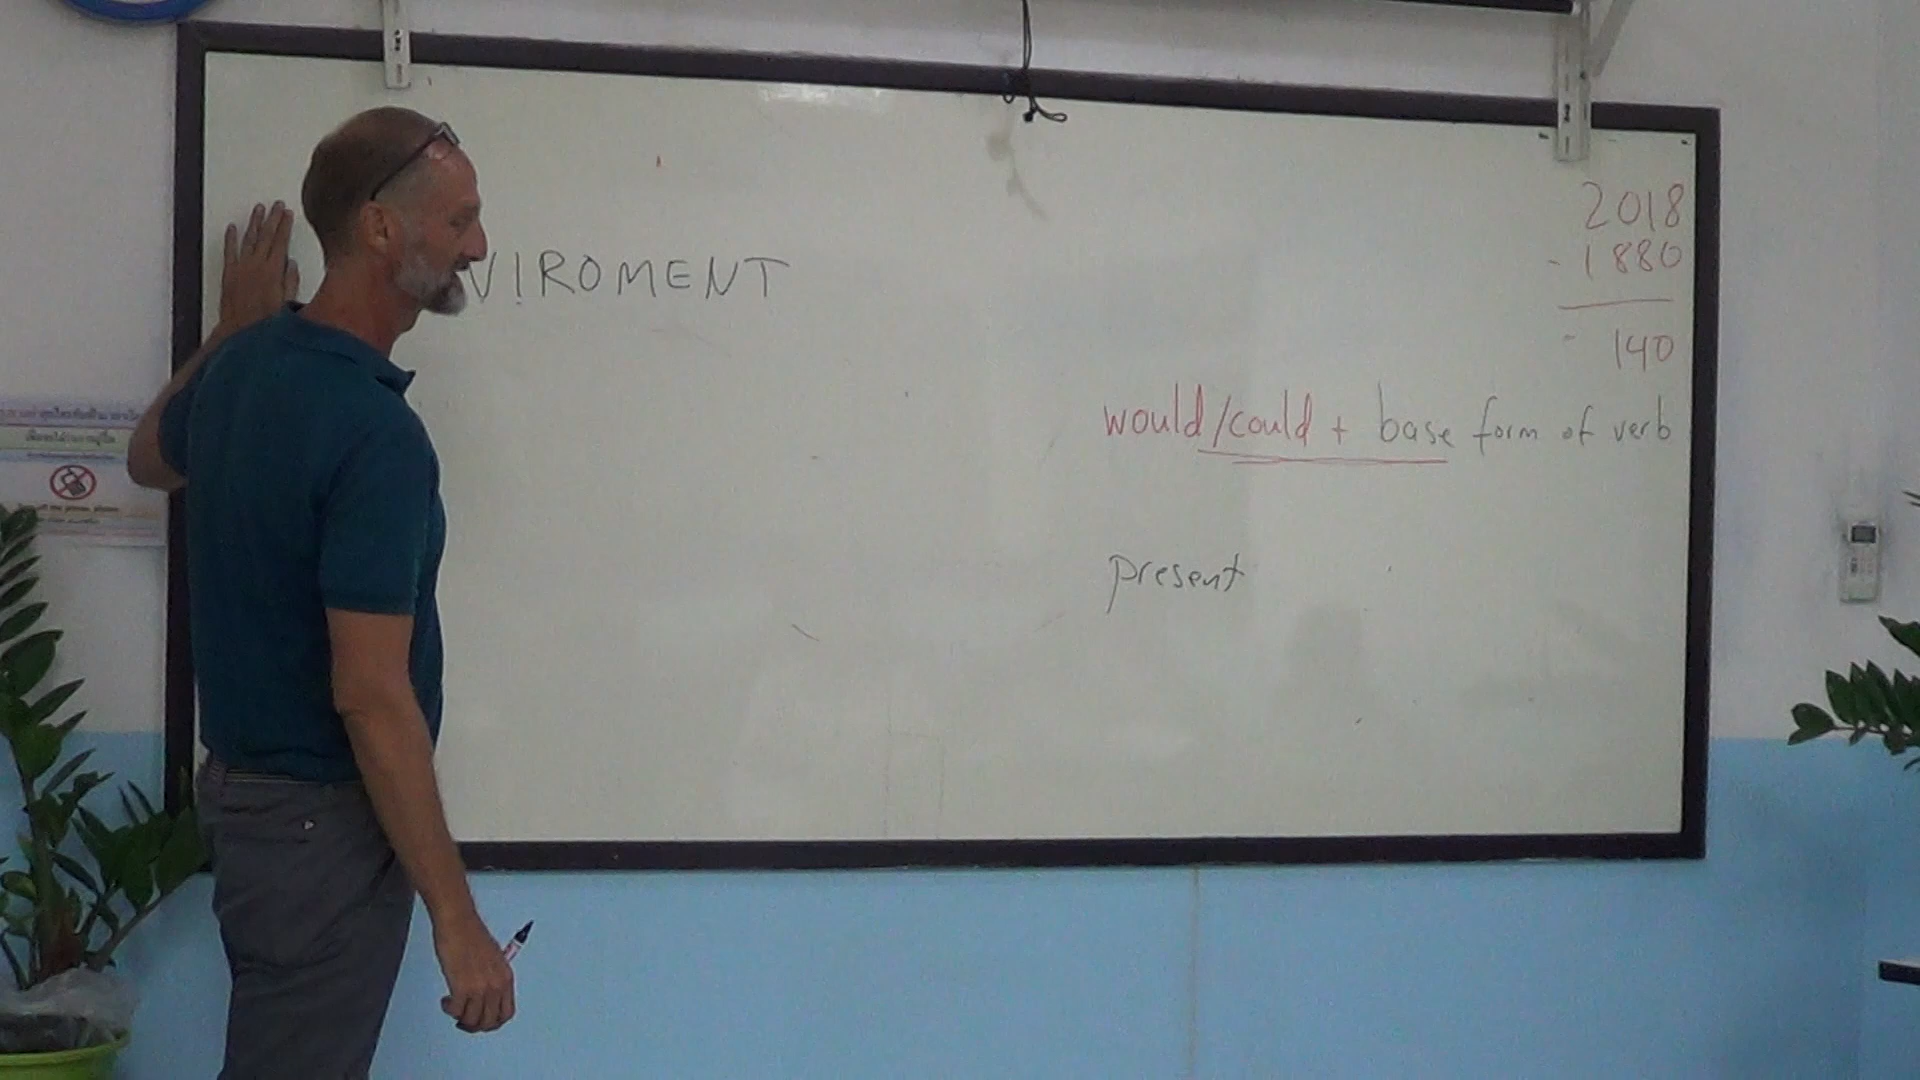 VIROMENT
2018
- 1880
- 140
would/could + base form of verb
present